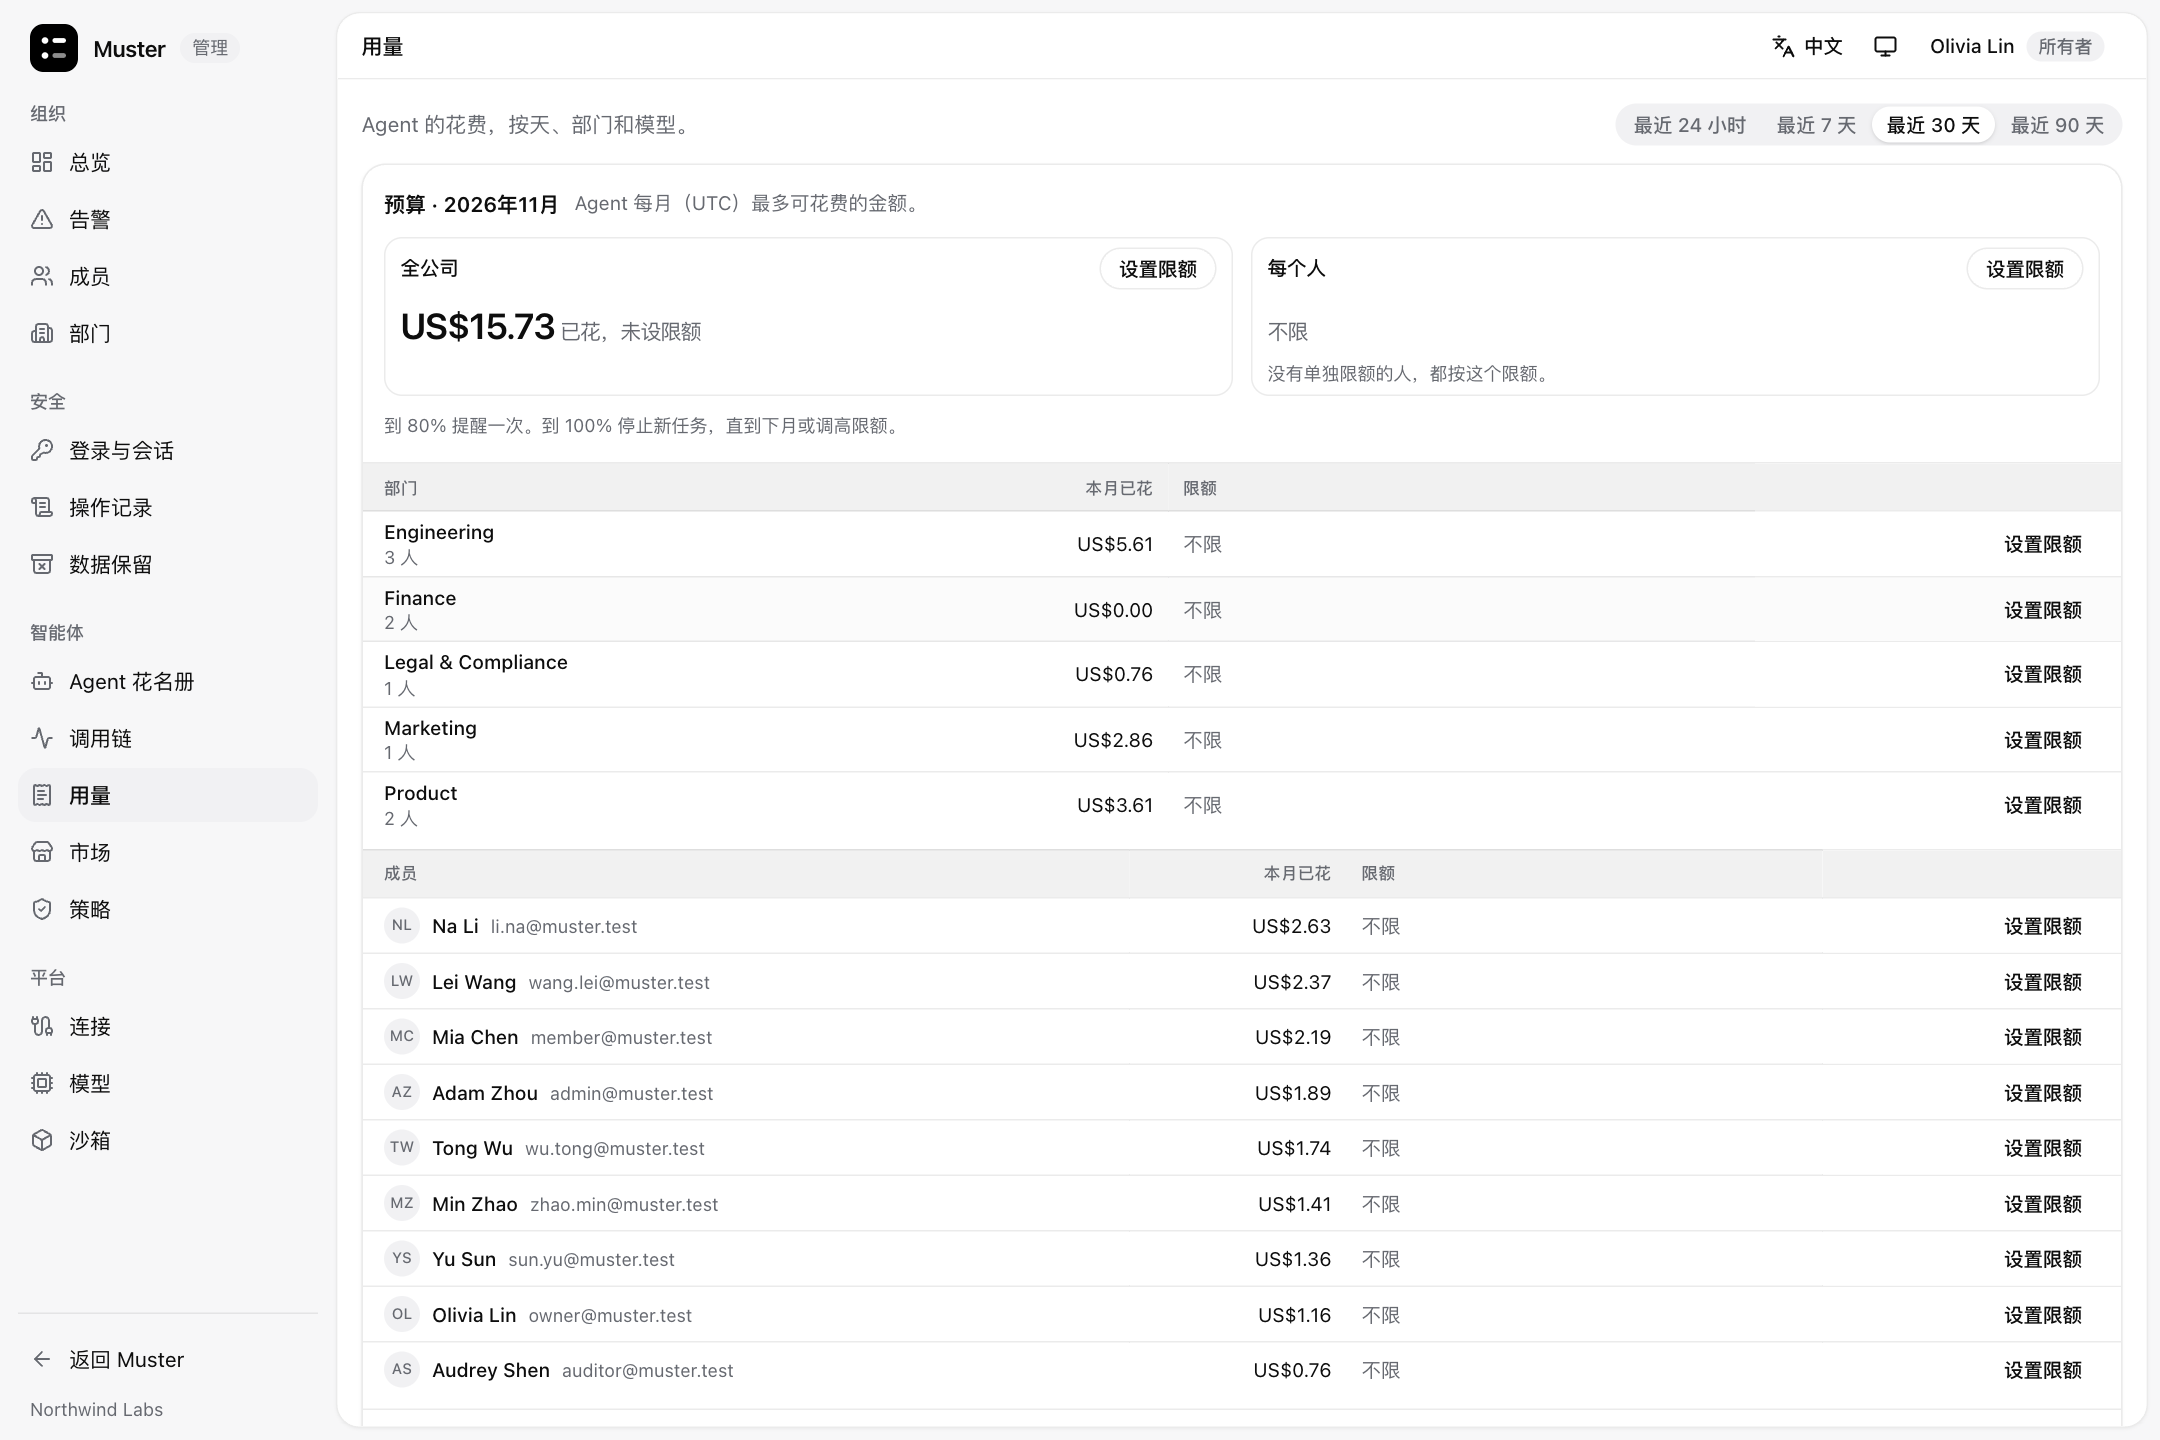 Muster 管理
组织
总览
告警
成员
部门
安全
登录与会话
操作记录
数据保留
智能体
Agent 花名册
调用链
用量
市场
策略
平台
连接
模型
沙箱
返回 Muster
Northwind Labs
用量
中文 Olivia Lin 所有者
Agent 的花费，按天、部门和模型。
最近 24 小时 最近 7 天 最近 30 天 最近 90 天
预算 · 2026年11月 Agent 每月（UTC）最多可花费的金额。
全公司 设置限额
US$15.73 已花，未设限额
每个人 设置限额
不限
没有单独限额的人，都按这个限额。
到 80% 提醒一次。到 100% 停止新任务，直到下月或调高限额。
部门 本月已花 限额
Engineering
3 人
US$5.61 不限 设置限额
Finance
2 人
US$0.00 不限 设置限额
Legal & Compliance
1 人
US$0.76 不限 设置限额
Marketing
1 人
US$2.86 不限 设置限额
Product
2 人
US$3.61 不限 设置限额
成员 本月已花 限额
NL Na Li li.na@muster.test US$2.63 不限 设置限额
LW Lei Wang wang.lei@muster.test US$2.37 不限 设置限额
MC Mia Chen member@muster.test US$2.19 不限 设置限额
AZ Adam Zhou admin@muster.test US$1.89 不限 设置限额
TW Tong Wu wu.tong@muster.test US$1.74 不限 设置限额
MZ Min Zhao zhao.min@muster.test US$1.41 不限 设置限额
YS Yu Sun sun.yu@muster.test US$1.36 不限 设置限额
OL Olivia Lin owner@muster.test US$1.16 不限 设置限额
AS Audrey Shen auditor@muster.test US$0.76 不限 设置限额